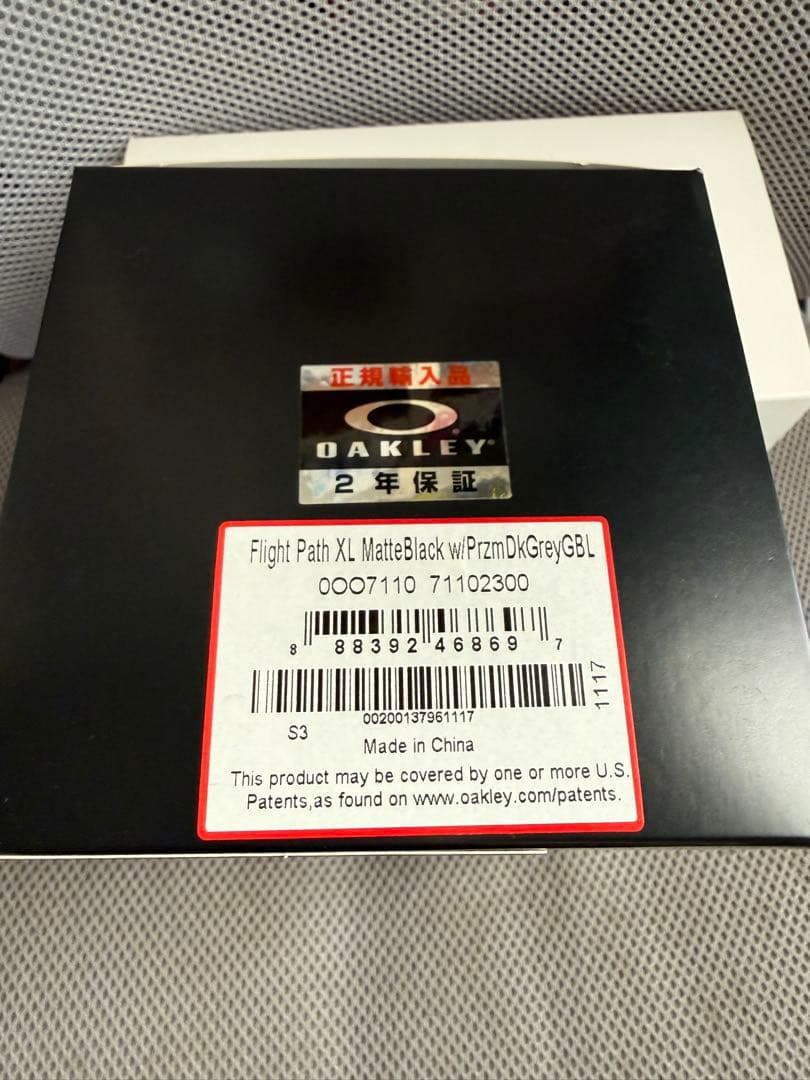 正規輸入品
OAKLEY
2年保証
Flight Path XL MatteBlack w/PrzmDkGreyGBL
0OO7110 71102300
8 88392 46869 7
00200137961117
1117
S3
Made in China
This product may be covered by one or more U.S.
Patents,as found on www.oakley.com/patents.